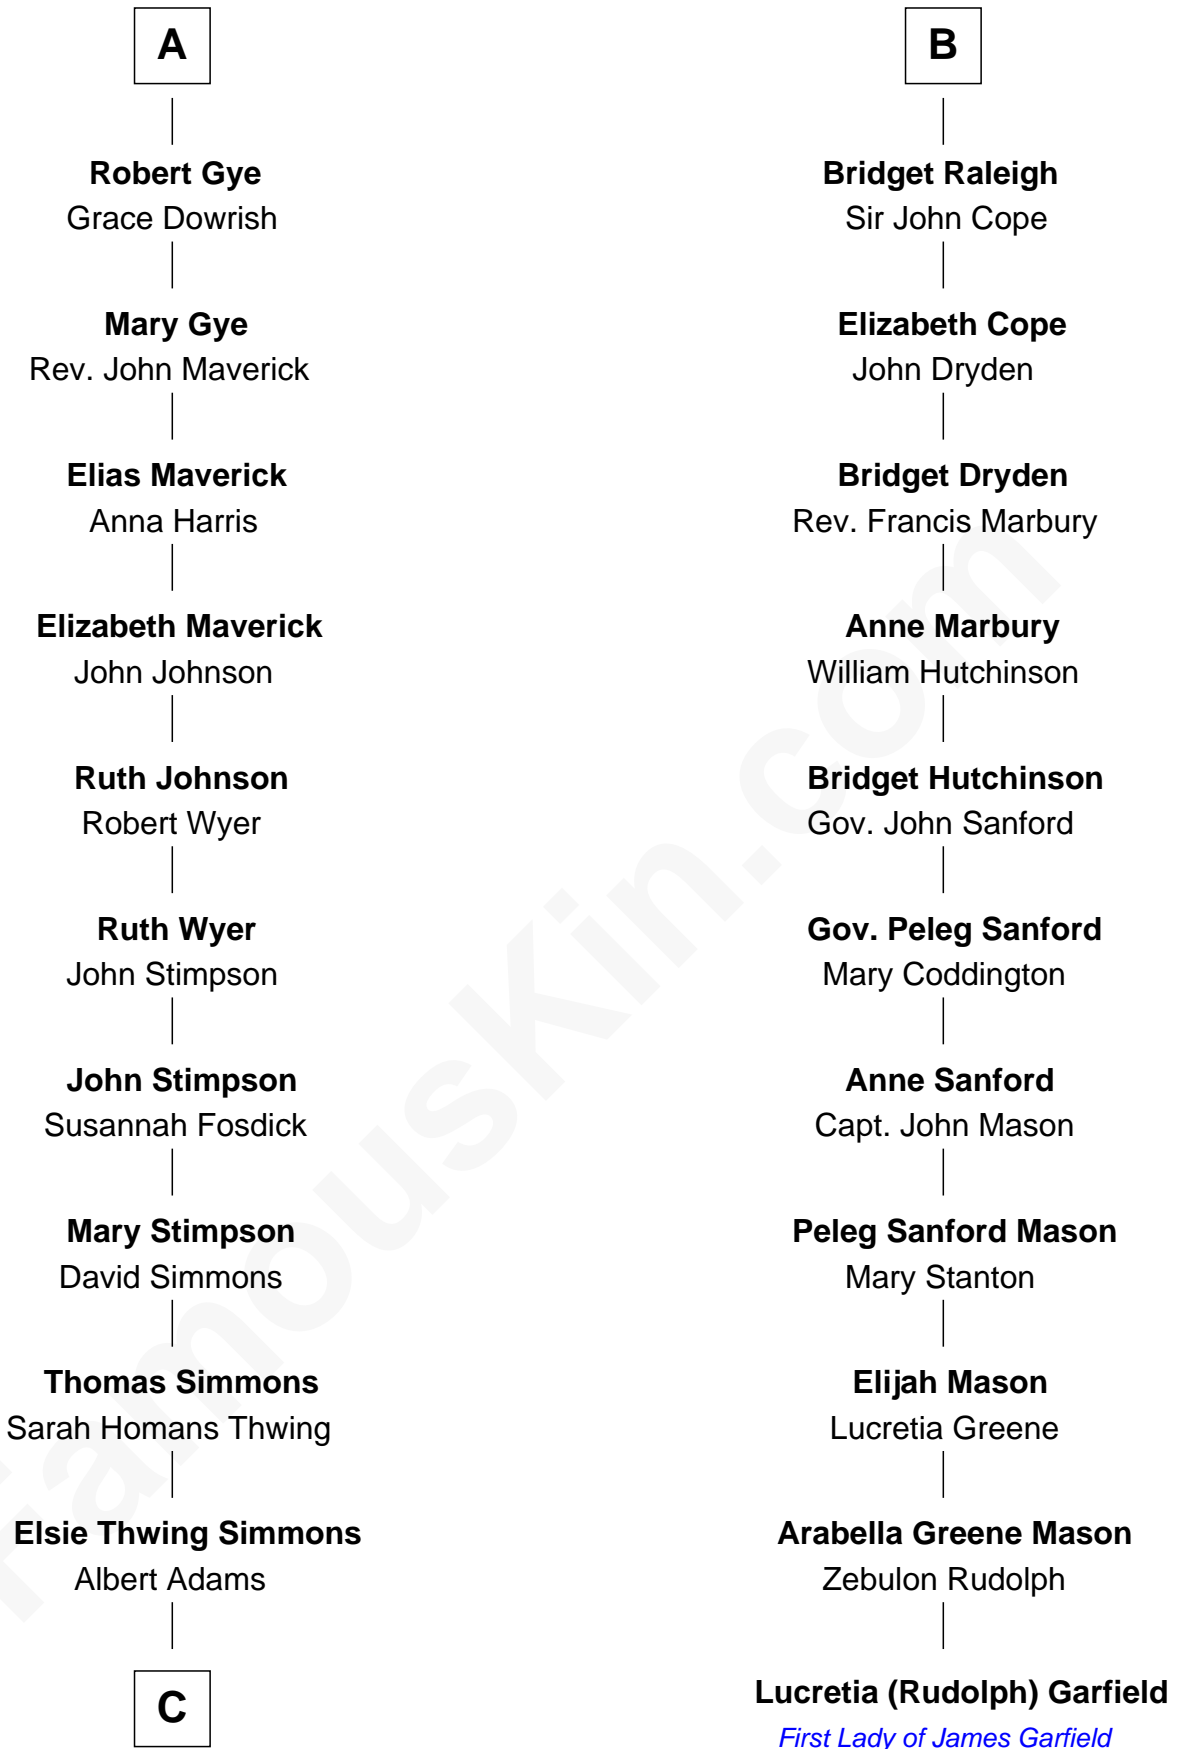 A
Robert Gye
Grace Dowrish
Mary Gye
Rev. John Maverick
Elias Maverick
Anna Harris
Elizabeth Maverick
John Johnson
Ruth Johnson
Robert Wyer
Ruth Wyer
John Stimpson
John Stimpson
Susannah Fosdick
Mary Stimpson
David Simmons
Thomas Simmons
Sarah Homans Thwing
Elsie Thwing Simmons
Albert Adams
C
B
Bridget Raleigh
Sir John Cope
Elizabeth Cope
John Dryden
Bridget Dryden
Rev. Francis Marbury
Anne Marbury
William Hutchinson
Bridget Hutchinson
Gov. John Sanford
Gov. Peleg Sanford
Mary Coddington
Anne Sanford
Capt. John Mason
Peleg Sanford Mason
Mary Stanton
Elijah Mason
Lucretia Greene
Arabella Greene Mason
Zebulon Rudolph
Lucretia (Rudolph) Garfield
First Lady of James Garfield
FamousKin.com